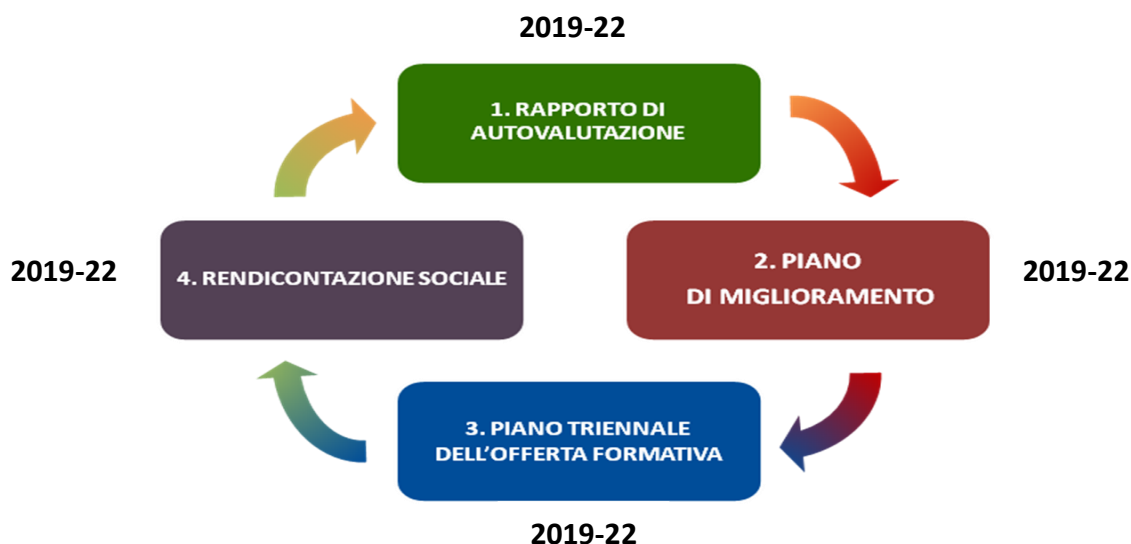 2019-22
1. RAPPORTO DI
AUTOVALUTAZIONE
2019-22
4. RENDICONTAZIONE SOCIALE
2. PIANO
DI MIGLIORAMENTO
2019-22
3. PIANO TRIENNALE
DELL’OFFERTA FORMATIVA
2019-22